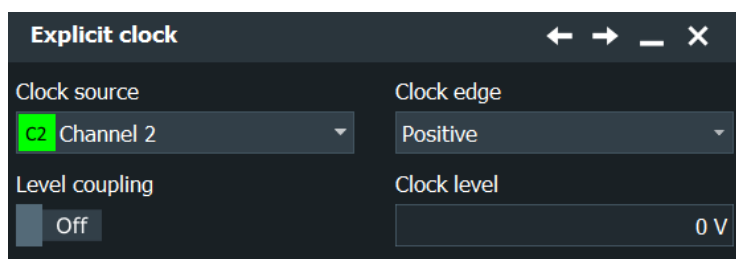 Explicit clock
Clock source
Clock edge
C2 Channel 2
Positive
Level coupling
Clock level
Off
0 V